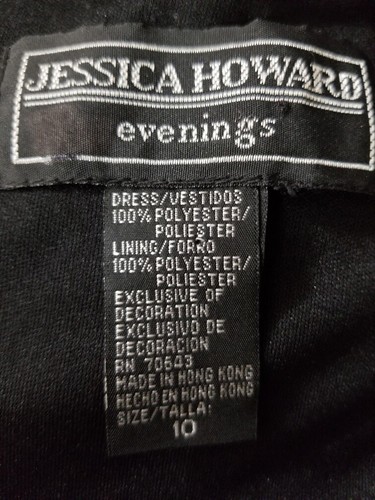 JESSICA HOWARD
evenings
DRESS/VESTIDOS
100% POLYESTER/
POLIESTER
LINING/FORRO
100% POLYESTER/
POLIESTER
EXCLUSIVE OF
DECORATION
EXCLUSIVO DE
DECORACION
RN 70643
MADE IN HONG KONG
HECHO EN HONG KONG
SIZE/TALLA:
10